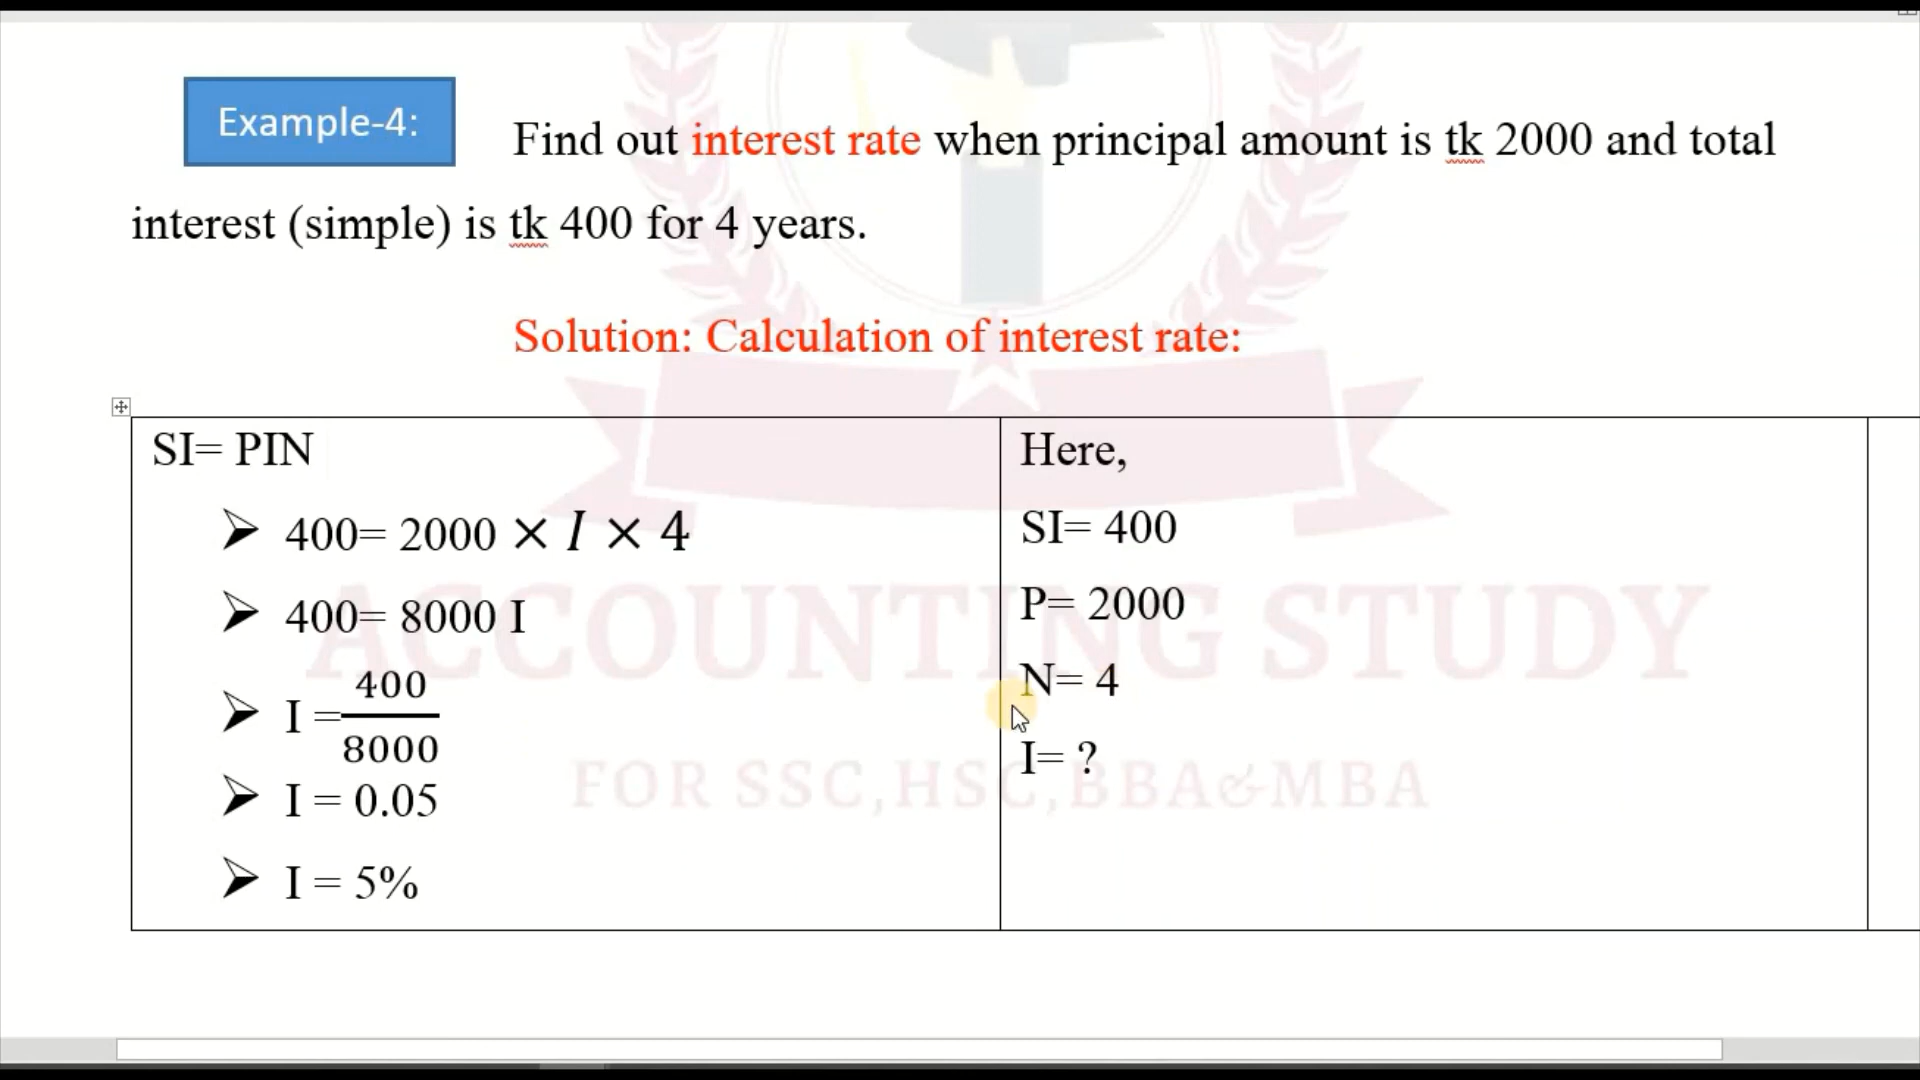 Example-4:
Find out interest rate when principal amount is tk 2000 and total
interest (simple) is tk 400 for 4 years.
Solution: Calculation of interest rate:
SI= PIN
➢ 400= 2000 × I × 4
➢ 400= 8000 I
➢ I = 400/8000
➢ I = 0.05
➢ I = 5%
Here,
SI= 400
P= 2000
N= 4
I= ?
ACCOUNTING STUDY
FOR SSC,HSC,BBA&MBA